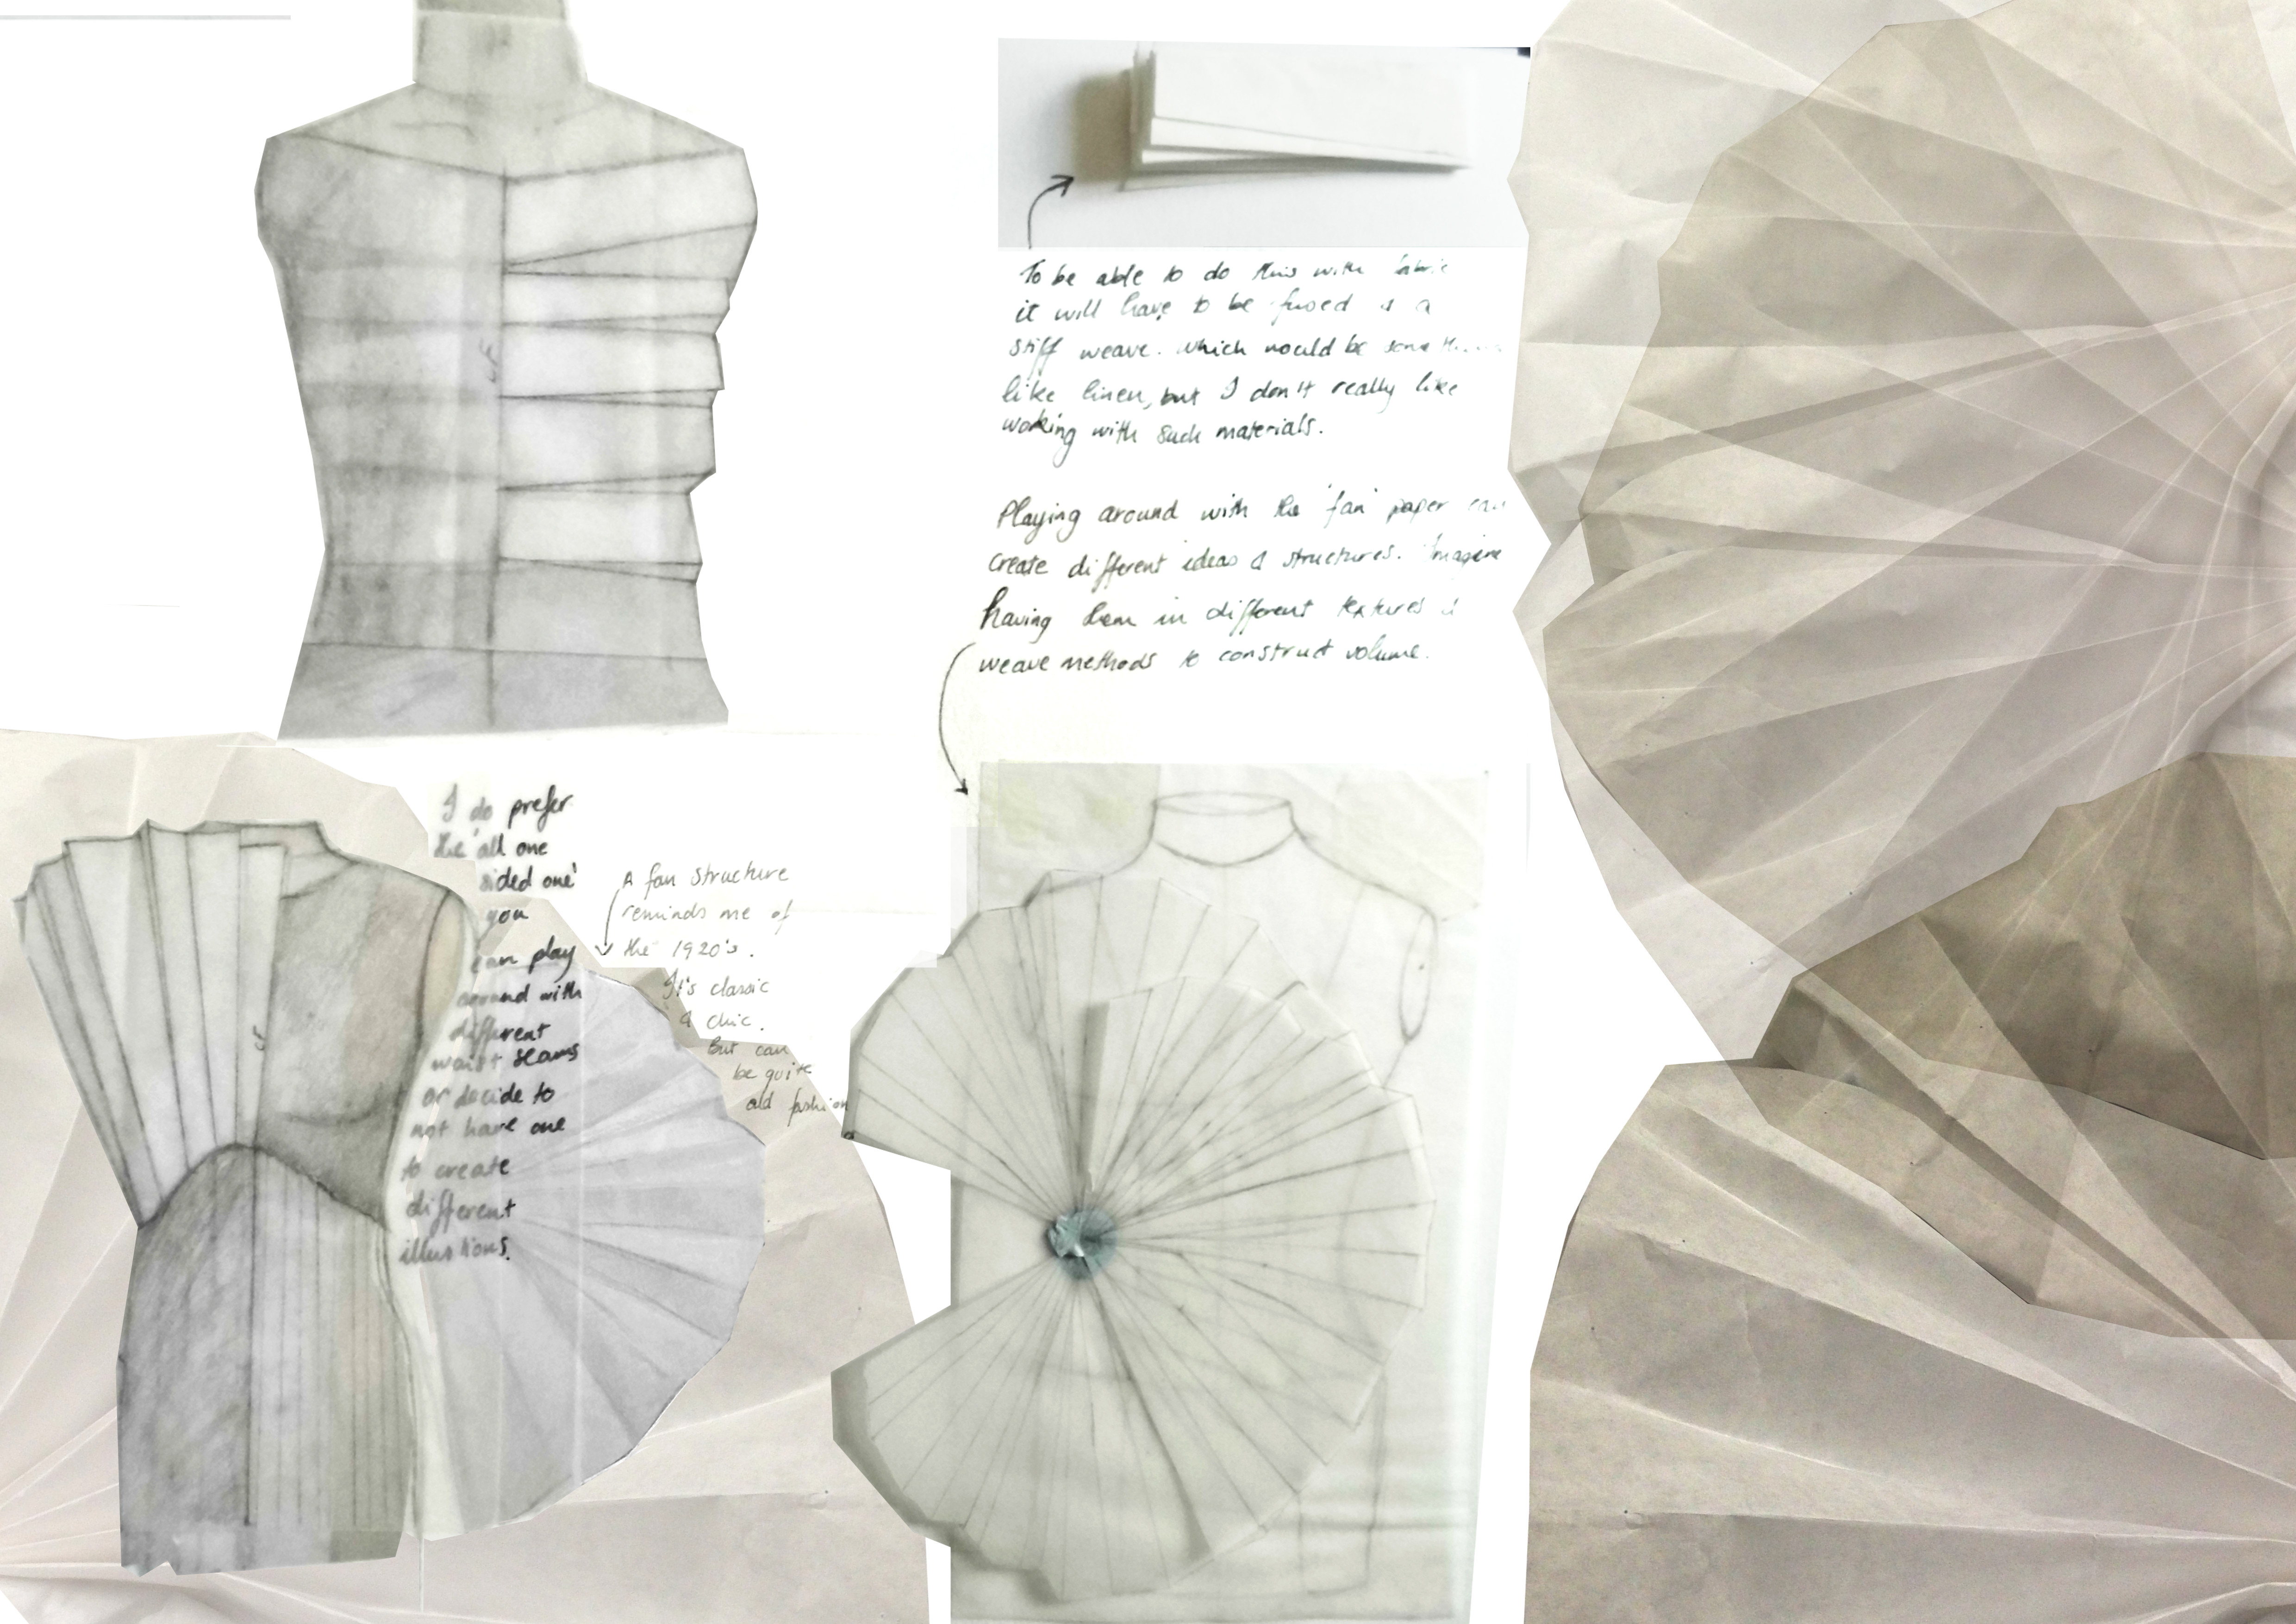 To be able to do this with fabric
it will have to be fused is a
stiff weave. Which would be something
like linen, but I don't really like
working with such materials.
Playing around with the 'fan' paper can
create different ideas & structures. Imagine
having them in different textures &
weave methods to construct volume.
I do prefer
the 'all one
sided one'
you
can play
around with
different
waist seams
or decide to
not have one
to create
different
illusions.
A fan structure
reminds me of
the 1920's.
It's classic
& chic.
But can
be quite
old fashion